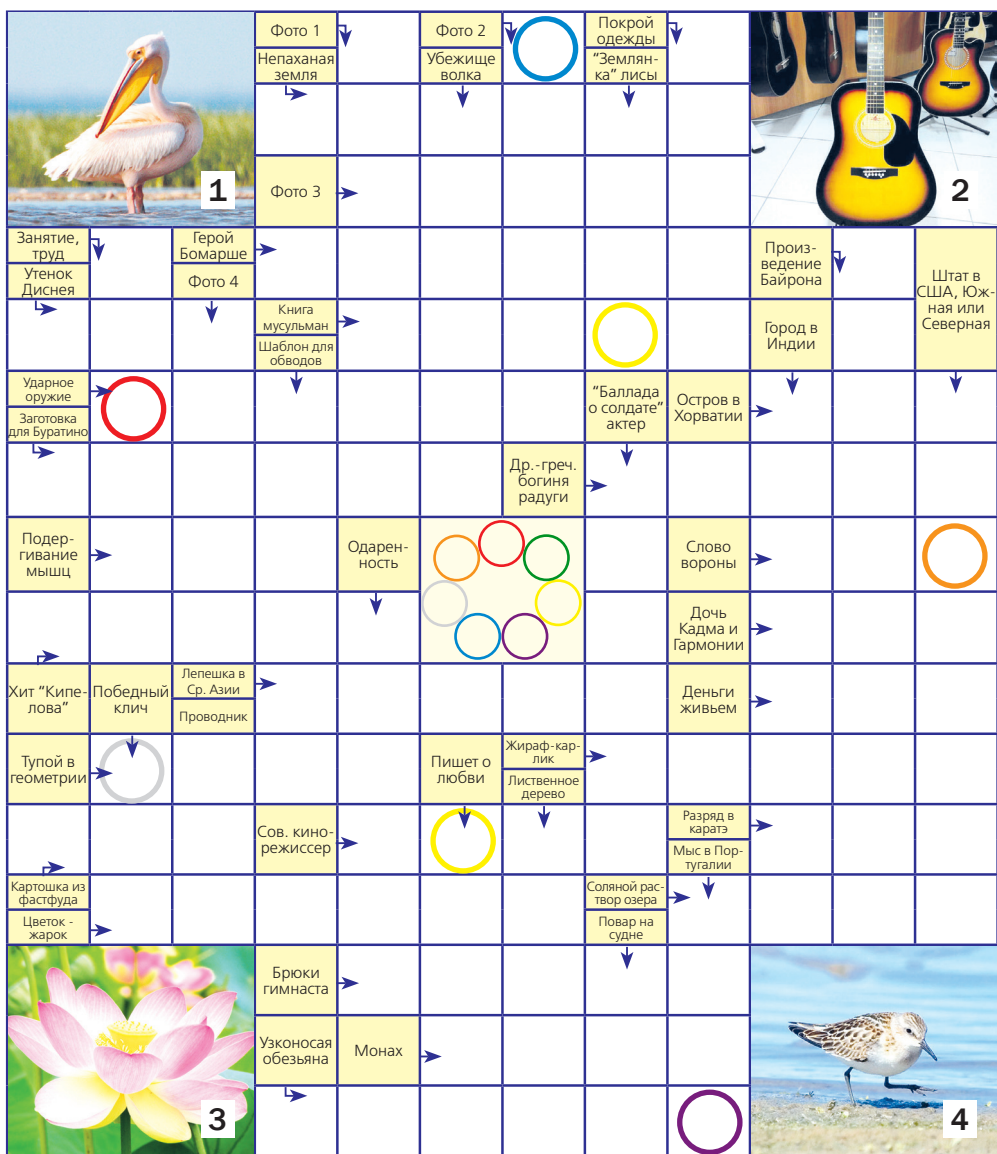 Фото 1
Непаханая
земля
Фото 2
Убежище
волка
Покрой
одежды
"Землян-
ка" лисы
1
2
Фото 3
Занятие,
труд
Утенок
Диснея
Герой
Бомарше
Фото 4
Произ-
ведение
Байрона
Штат в
США, Юж-
ная или
Северная
Книга
мусульман
Шаблон для
обводов
Город в
Индии
Ударное
оружие
Заготовка
для Буратино
"Баллада
о солдате"
актер
Остров в
Хорватии
Др.-греч.
богиня
радуги
Подер-
гивание
мышц
Одарен-
ность
Слово
вороны
Дочь
Кадма и
Гармонии
Хит "Кипе-
лова"
Победный
клич
Лепешка в
Ср. Азии
Проводник
Деньги
живьем
Тупой в
геометрии
Пишет о
любви
Жираф-кар-
лик
Лиственное
дерево
Сов. кино-
режиссер
Разряд в
каратэ
Мыс в Пор-
тугалии
Картошка из
фастфуда
Цветок -
жарок
Соляной рас-
твор озера
Повар на
судне
Брюки
гимнаста
Узконосая
обезьяна
Монах
3
4